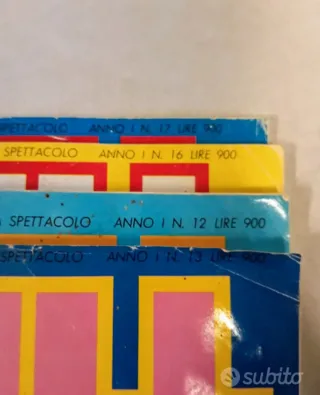 SPETTACOLO ANNO I N. 17 LIRE 900
SPETTACOLO ANNO I N. 16 LIRE 900
SPETTACOLO ANNO I N. 12 LIRE 900
SPETTACOLO ANNO I N. 13 LIRE 900
subito